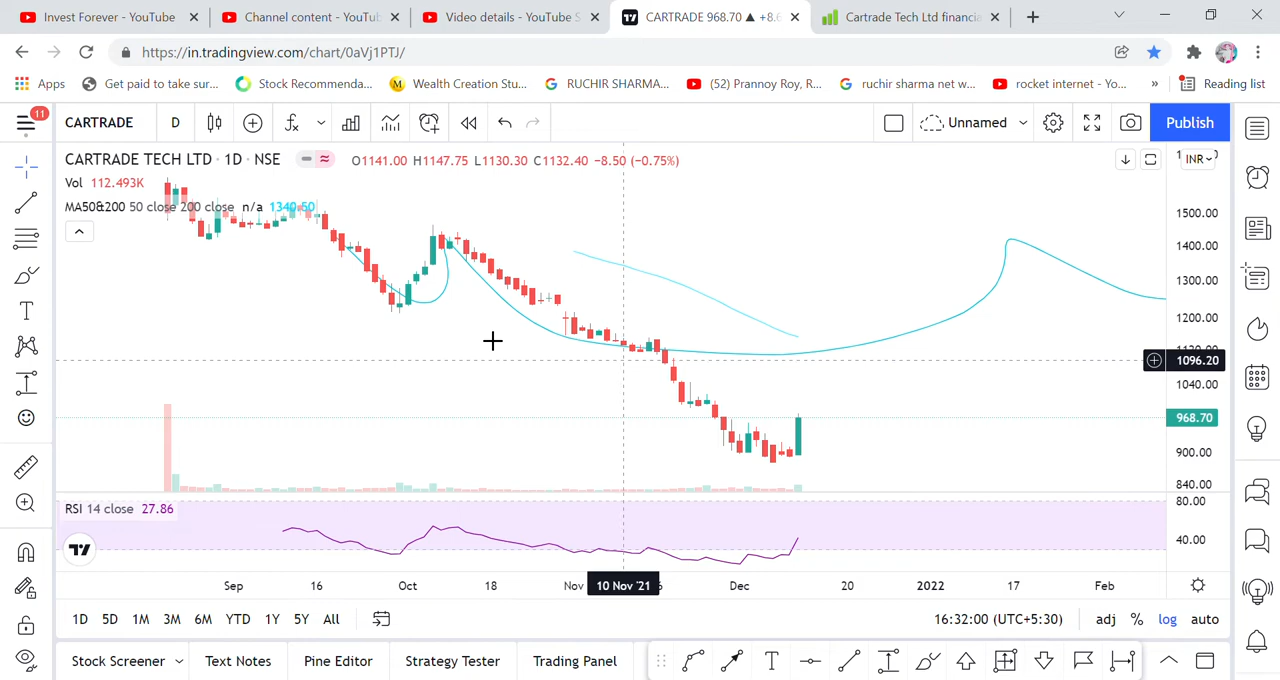 Invest Forever - YouTube
Channel content - YouTub
Video details - YouTube S
CARTRADE 968.70 ▲ +8.6
Cartrade Tech Ltd financia
https://in.tradingview.com/chart/0aVj1PTJ/
Apps
Get paid to take sur...
Stock Recommenda...
Wealth Creation Stu...
RUCHIR SHARMA...
(52) Prannoy Roy, R...
ruchir sharma net w...
rocket internet - Yo...
»
Reading list
11
CARTRADE
D
Unnamed
Publish
CARTRADE TECH LTD · 1D · NSE
O1141.00 H1147.75 L1130.30 C1132.40 −8.50 (−0.75%)
INR
Vol 112.493K
MA50&200 50 close 200 close n/a 1340.50
1500.00
1400.00
1300.00
1200.00
1096.20
1040.00
968.70
900.00
840.00
80.00
RSI 14 close 27.86
40.00
Sep
16
Oct
18
Nov
10 Nov '21
Dec
20
2022
17
Feb
1D 5D 1M 3M 6M YTD 1Y 5Y All
16:32:00 (UTC+5:30)
adj % log auto
Stock Screener
Text Notes
Pine Editor
Strategy Tester
Trading Panel